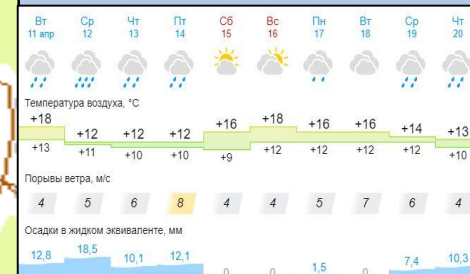 Вт Ср Чт Пт Сб Вс Пн Вт Ср Чт
11 апр 12 13 14 15 16 17 18 19 20
Температура воздуха, °C
+18 +12 +12 +12 +16 +18 +16 +16 +14 +13
+13 +11 +10 +10 +9 +12 +12 +12 +12 +10
Порывы ветра, м/с
4 5 6 8 4 4 5 7 6 4
Осадки в жидком эквиваленте, мм
12,8 18,5 10,1 12,1 0 0 1,5 0 7,4 10,3